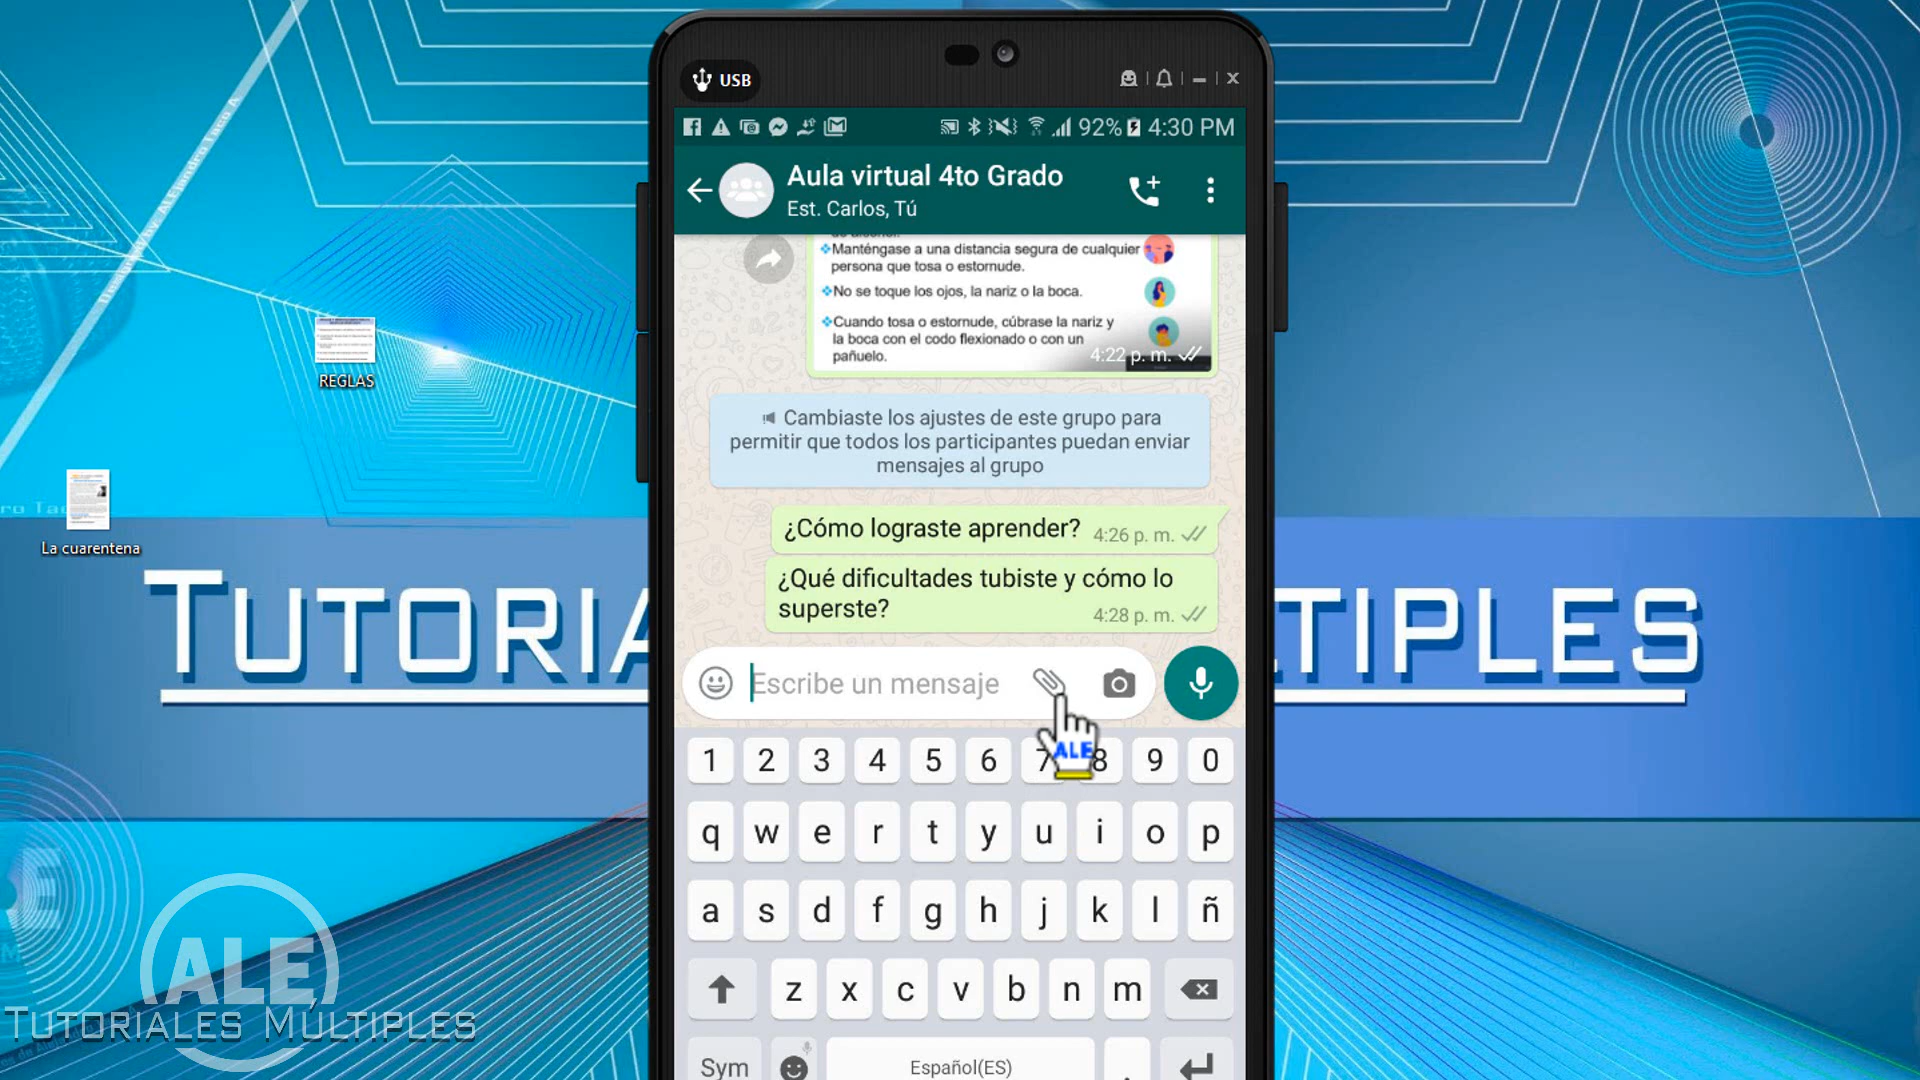 USB
92% 4:30 PM
Aula virtual 4to Grado
Est. Carlos, Tú
de alcohol.
Manténgase a una distancia segura de cualquier
persona que tosa o estornude.
No se toque los ojos, la nariz o la boca.
Cuando tosa o estornude, cúbrase la nariz y
la boca con el codo flexionado o con un
pañuelo.
4:22 p. m.
Cambiaste los ajustes de este grupo para
permitir que todos los participantes puedan enviar
mensajes al grupo
¿Cómo lograste aprender? 4:26 p. m.
¿Qué dificultades tubiste y cómo lo
superste? 4:28 p. m.
Escribe un mensaje
ALE
1 2 3 4 5 6 7 8 9 0
q w e r t y u i o p
a s d f g h j k l ñ
z x c v b n m
Sym Español(ES) .
REGLAS
La cuarentena
TUTORIA
TIPLES
ALE
TUTORIALES MÚLTIPLES